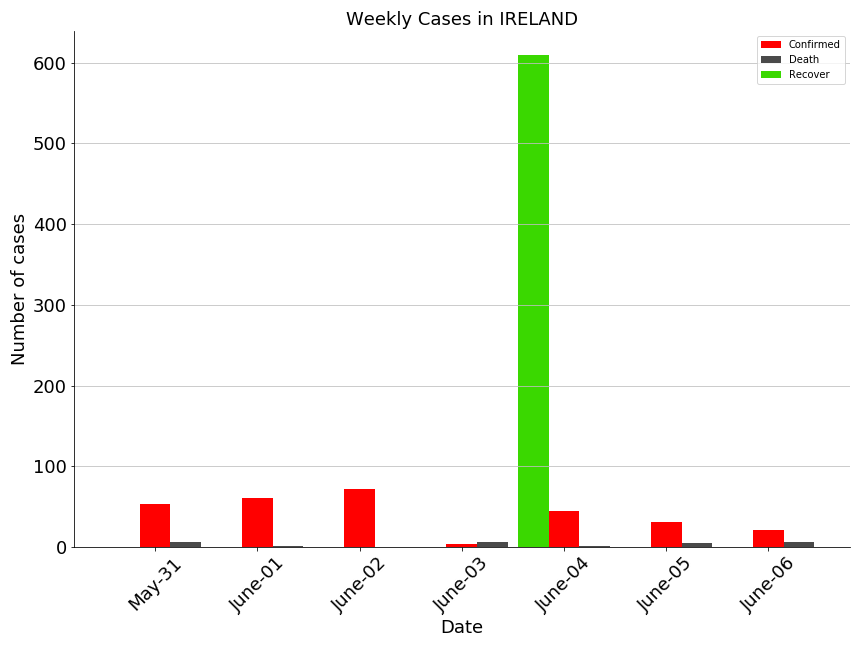 Weekly Cases in IRELAND
Confirmed
Death
Recover
Number of cases
600
500
400
300
200
100
0
May-31
June-01
June-02
June-03
June-04
June-05
June-06
Date